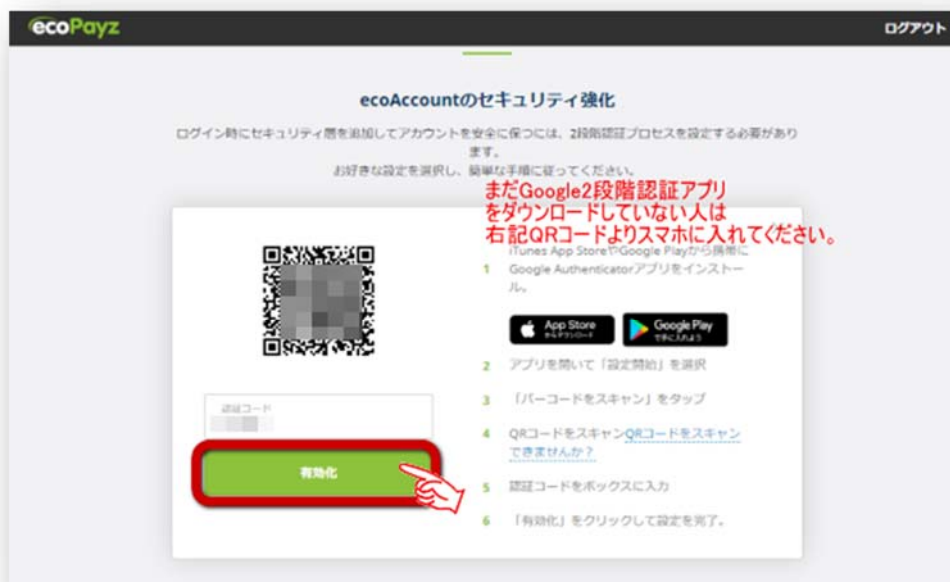 ecoPayz
ログアウト
ecoAccountのセキュリティ強化
ログイン時にセキュリティ層を追加してアカウントを安全に保つには、2段階認証プロセスを設定する必要があり
ます。
お好きな設定を選択し、簡単な手順に従ってください。
まだGoogle2段階認証アプリ
をダウンロードしていない人は
右記QRコードよりスマホに入れてください。
認証コード
有効化
1 iTunes App StoreやGoogle Playから携帯に
Google Authenticatorアプリをインストー
ル。
App Store
からダウンロード
Google Play
で手に入れよう
2 アプリを開いて「設定開始」を選択
3 「バーコードをスキャン」をタップ
4 QRコードをスキャンQRコードをスキャン
できませんか？
5 認証コードをボックスに入力
6 「有効化」をクリックして設定を完了。